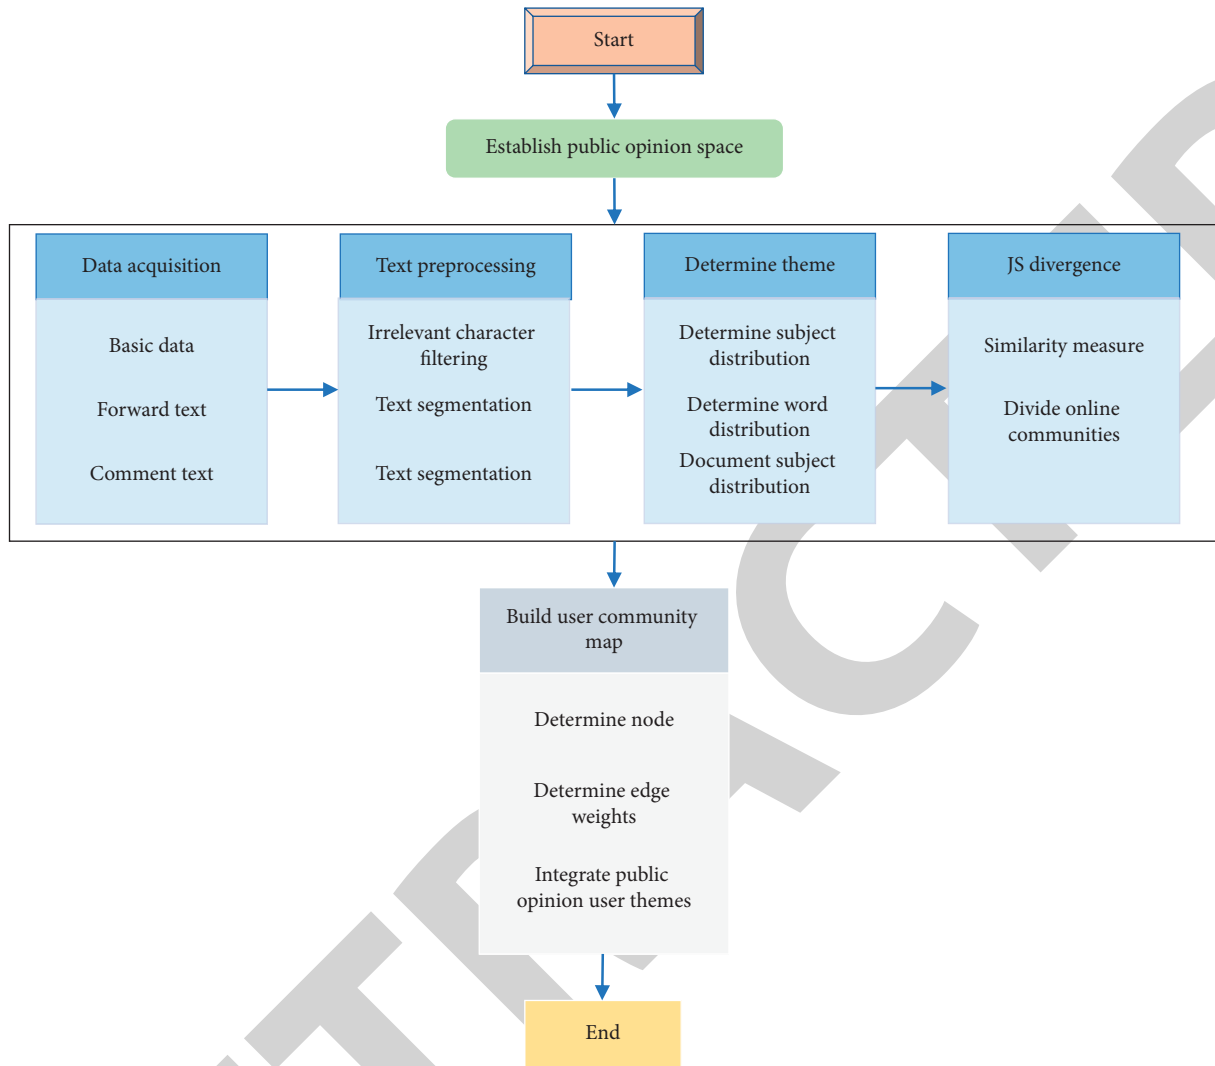 Start
Establish public opinion space
Data acquisition
Basic data
Forward text
Comment text
Text preprocessing
Irrelevant character
filtering
Text segmentation
Text segmentation
Determine theme
Determine subject
distribution
Determine word
distribution
Document subject
distribution
JS divergence
Similarity measure
Divide online
communities
Build user community
map
Determine node
Determine edge
weights
Integrate public
opinion user themes
End